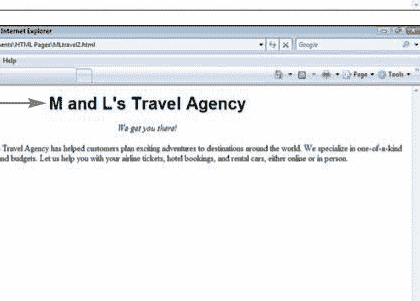 Internet Explorer
ents\HTML Pages\MLtravel2.html Google
Help
Page Tools
M and L's Travel Agency
We get you there!
Travel Agency has helped customers plan exciting adventures to destinations around the world. We specialize in one-of-a-kind
and budgets. Let us help you with your airline tickets, hotel bookings, and rental cars, either online or in person.